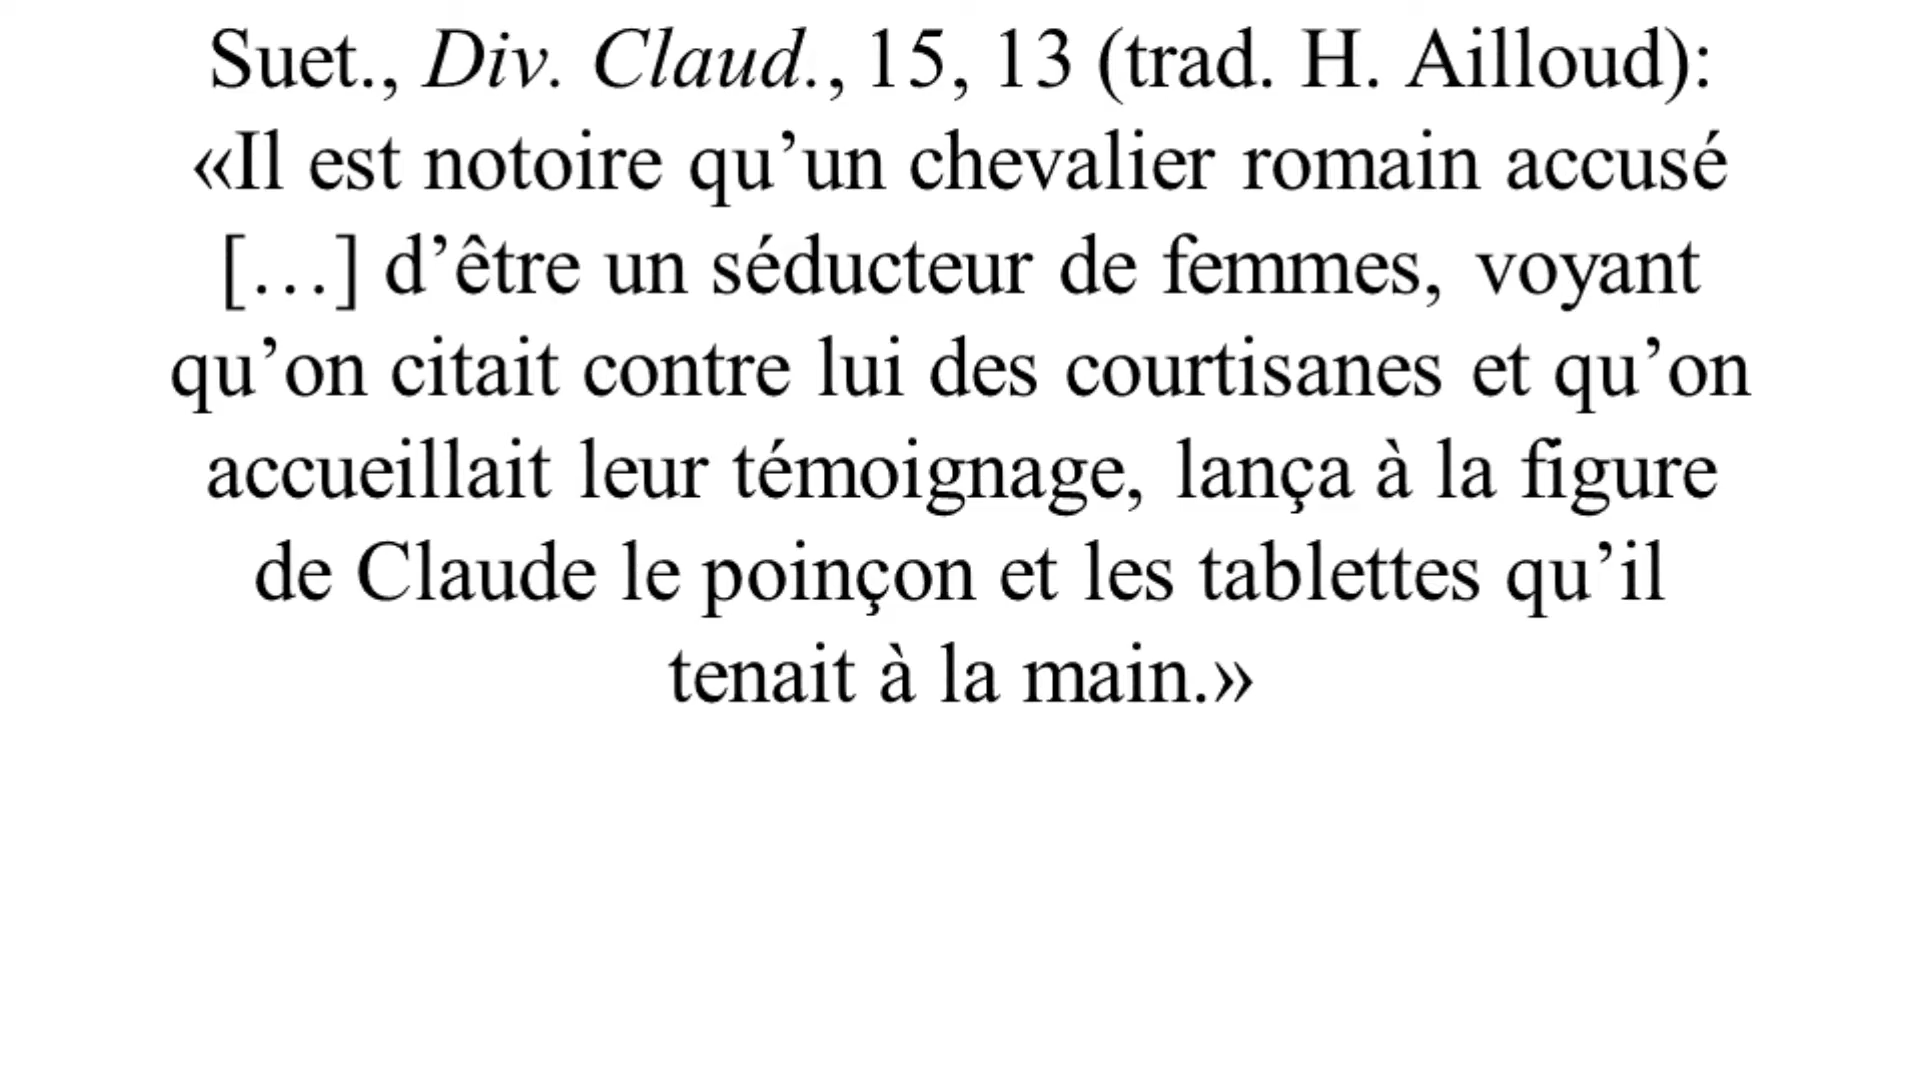 Suet., Div. Claud., 15, 13 (trad. H. Ailloud):
«Il est notoire qu’un chevalier romain accusé
[…] d’être un séducteur de femmes, voyant
qu’on citait contre lui des courtisanes et qu’on
accueillait leur témoignage, lança à la figure
de Claude le poinçon et les tablettes qu’il
tenait à la main.»